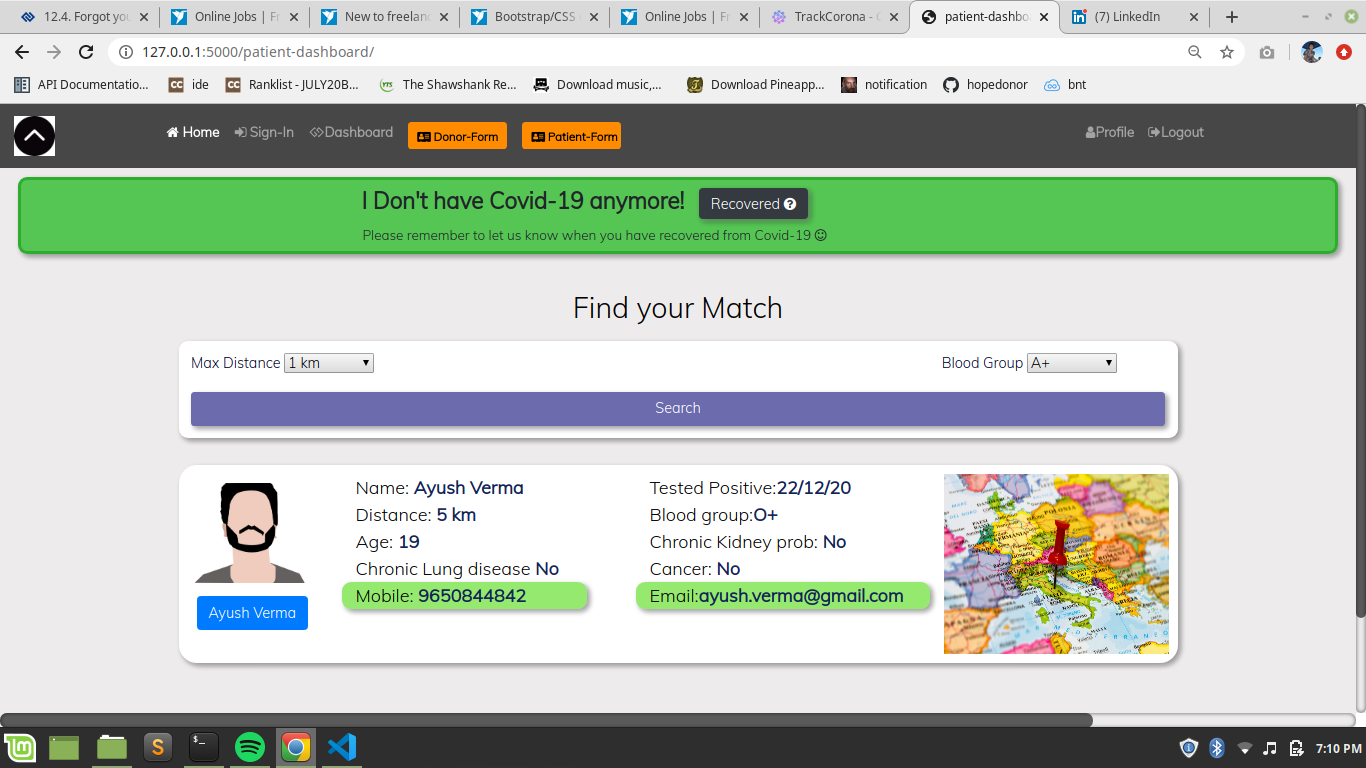 12.4. Forgot you
Online Jobs | Fr
New to freelanc
Bootstrap/CSS
Online Jobs | Fr
TrackCorona - 
patient-dashbo
(7) LinkedIn
127.0.0.1:5000/patient-dashboard/
API Documentatio...
CC ide
CC Ranklist - JULY20B...
YTS The Shawshank Re...
Download music,...
Download Pineapp...
notification
hopedonor
bnt
Home
Sign-In
Dashboard
Donor-Form
Patient-Form
Profile
Logout
I Don't have Covid-19 anymore!
Recovered
Please remember to let us know when you have recovered from Covid-19
Find your Match
Max Distance 1 km
Blood Group A+
Search
Name: Ayush Verma
Distance: 5 km
Age: 19
Chronic Lung disease No
Mobile: 9650844842
Ayush Verma
Tested Positive:22/12/20
Blood group:O+
Chronic Kidney prob: No
Cancer: No
Email:ayush.verma@gmail.com
7:10 PM